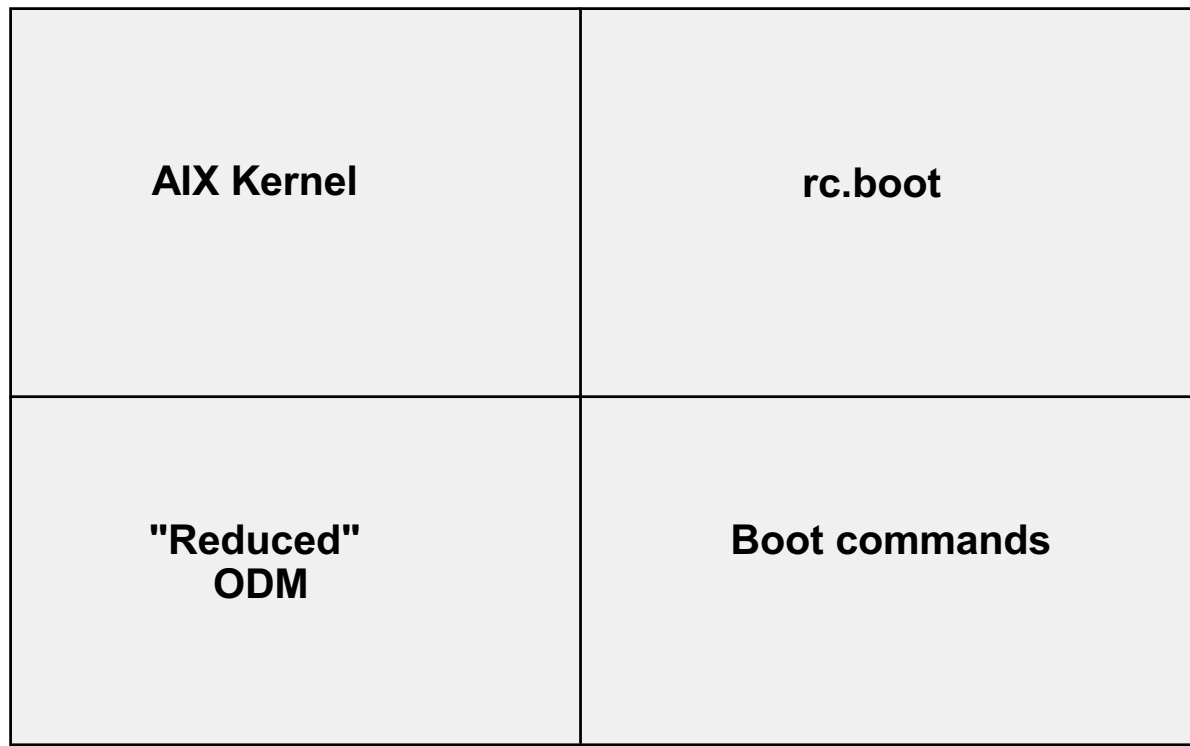 AIX Kernel
rc.boot
"Reduced"
ODM
Boot commands